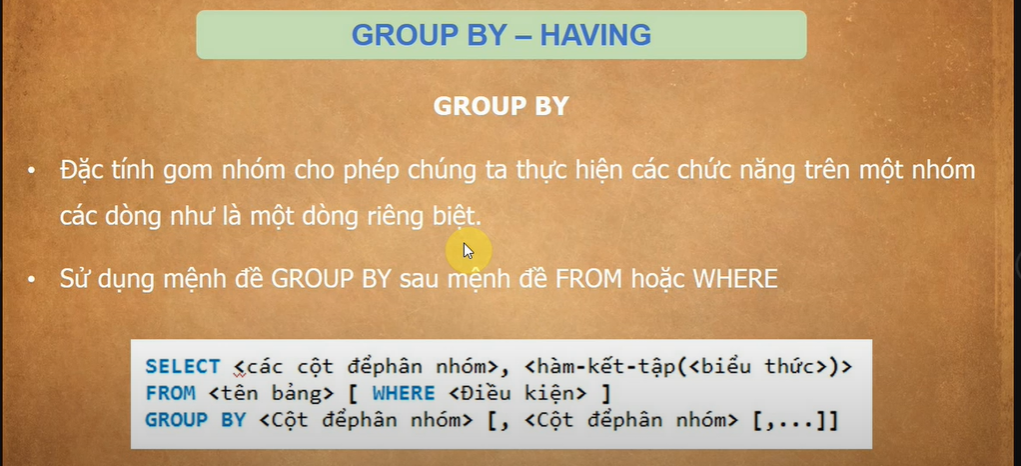 GROUP BY – HAVING
GROUP BY
• Đặc tính gom nhóm cho phép chúng ta thực hiện các chức năng trên một nhóm
các dòng như là một dòng riêng biệt.
• Sử dụng mệnh đề GROUP BY sau mệnh đề FROM hoặc WHERE
SELECT <các cột đểphân nhóm>, <hàm-kết-tập(<biểu thức>)>
FROM <tên bảng> [ WHERE <Điều kiện> ]
GROUP BY <Cột đểphân nhóm> [, <Cột đểphân nhóm> [,...]]